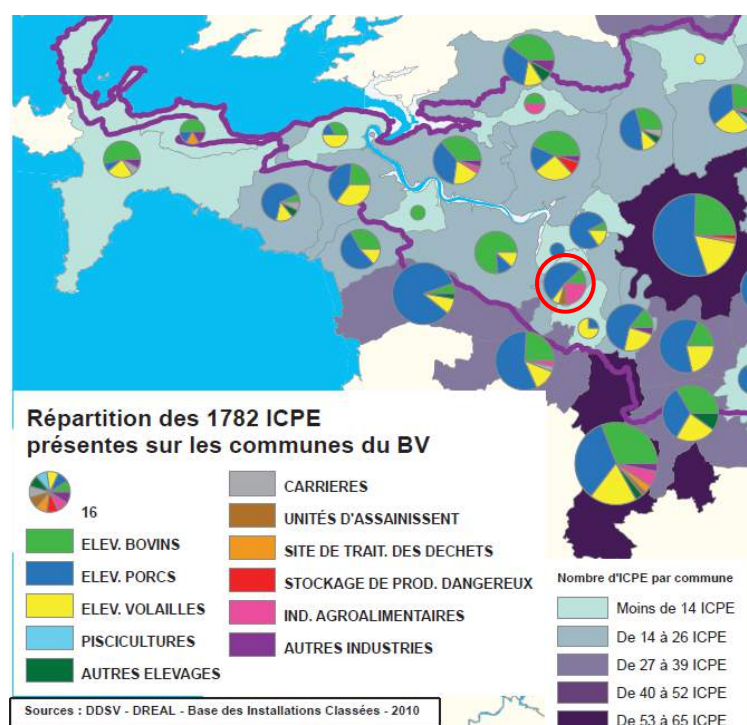 Répartition des 1782 ICPE
présentes sur les communes du BV
16
ELEV. BOVINS
ELEV. PORCS
ELEV. VOLAILLES
PISCICULTURES
AUTRES ELEVAGES
CARRIERES
UNITÉS D'ASSAINISSENT
SITE DE TRAIT. DES DECHETS
STOCKAGE DE PROD. DANGEREUX
IND. AGROALIMENTAIRES
AUTRES INDUSTRIES
Nombre d'ICPE par commune
Moins de 14 ICPE
De 14 à 26 ICPE
De 27 à 39 ICPE
De 40 à 52 ICPE
De 53 à 65 ICPE
Sources : DDSV - DREAL - Base des Installations Classées - 2010